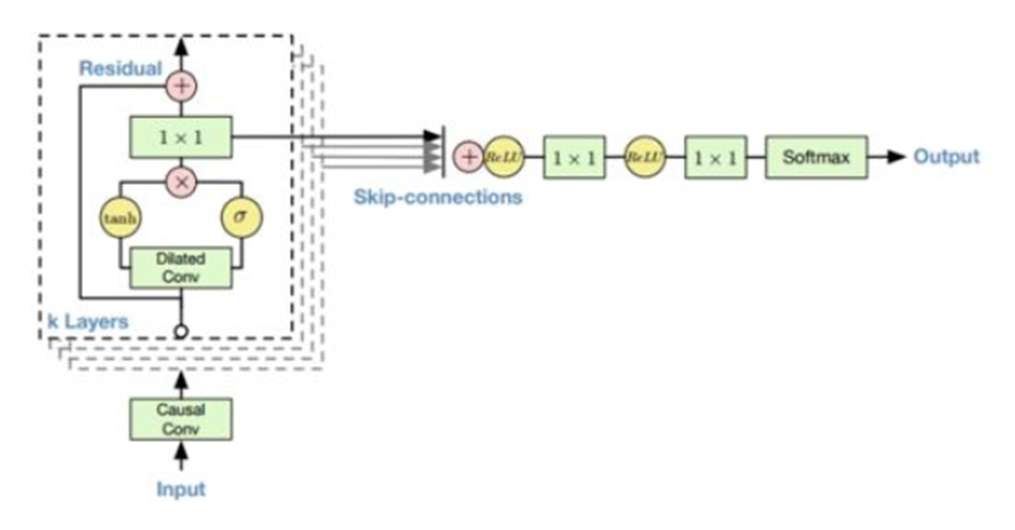 Residual
+
1 × 1
×
tanh
σ
Dilated
Conv
k Layers
Causal
Conv
Input
Skip-connections
+
ReLU
1 × 1
ReLU
1 × 1
Softmax
Output